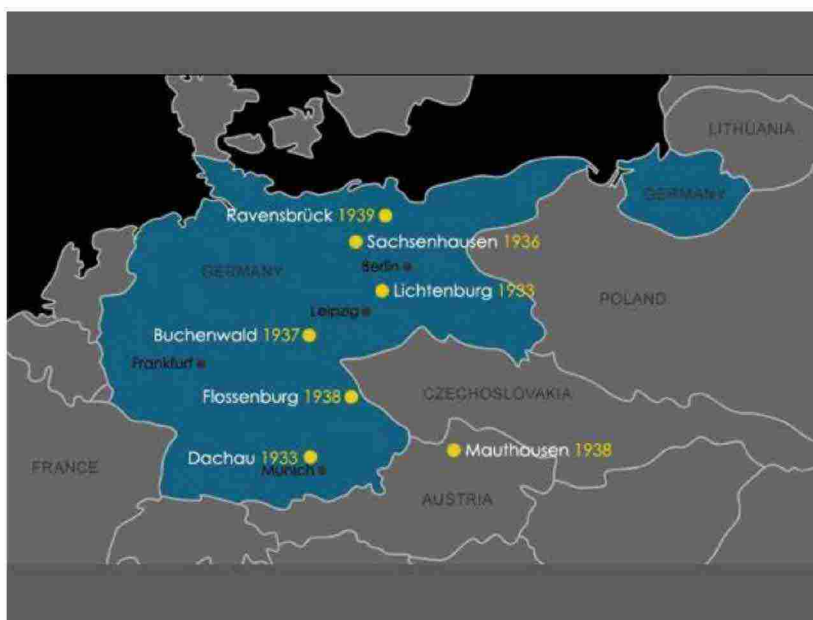 LITHUANIA
GERMANY
Ravensbrück 1939
Sachsenhausen 1936
GERMANY
Berlin
Lichtenburg 1933
POLAND
Leipzig
Buchenwald 1937
Frankfurt
CZECHOSLOVAKIA
Flossenburg 1938
Mauthausen 1938
Dachau 1933
FRANCE
Munich
AUSTRIA